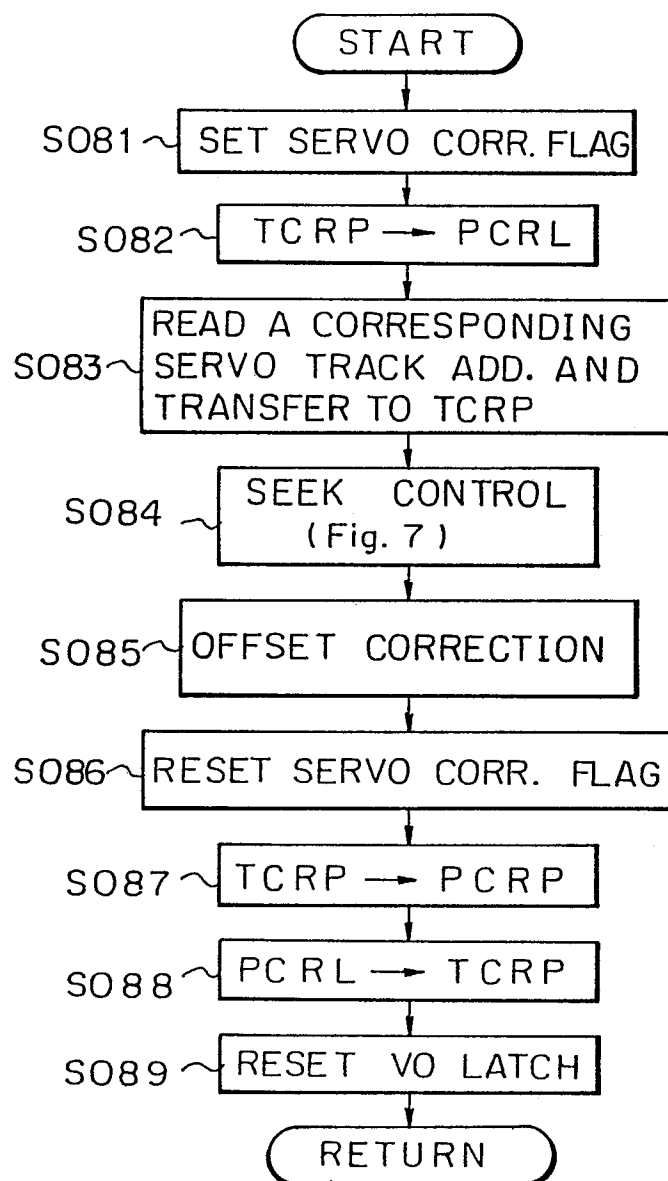 START
S081 SET SERVO CORR. FLAG
S082 TCRP → PCRL
READ A CORRESPONDING
S083 SERVO TRACK ADD. AND
TRANSFER TO TCRP
SEEK CONTROL
S084 (Fig. 7)
S085 OFFSET CORRECTION
S086 RESET SERVO CORR. FLAG
S087 TCRP → PCRP
S088 PCRL → TCRP
S089 RESET VO LATCH
RETURN